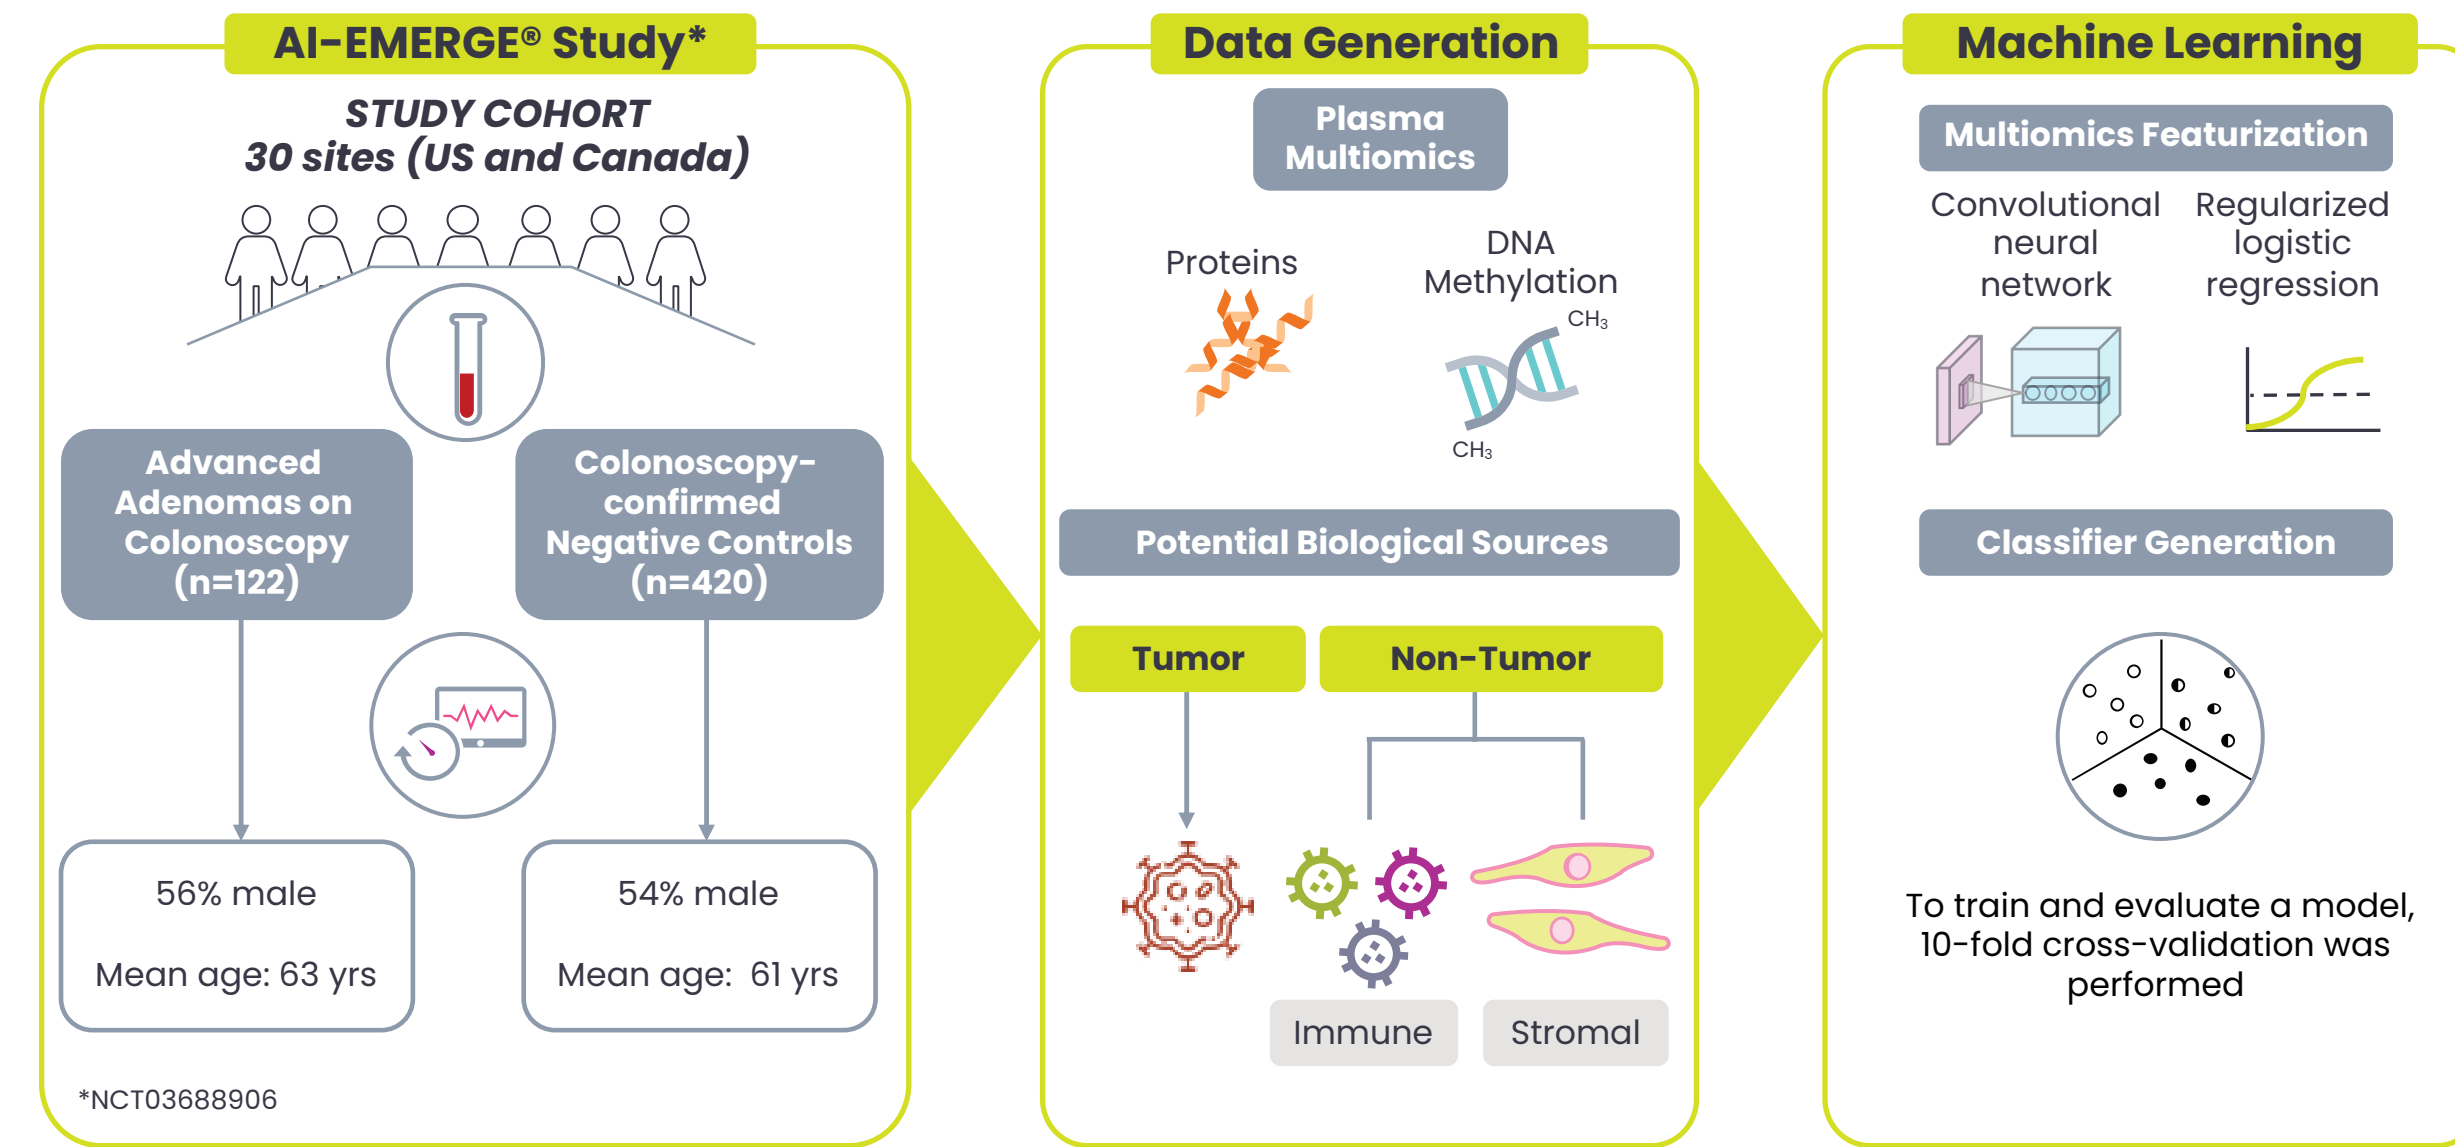 AI-EMERGE® Study*
STUDY COHORT
30 sites (US and Canada)
Advanced
Adenomas on
Colonoscopy
(n=122)
Colonoscopy-
confirmed
Negative Controls
(n=420)
56% male
Mean age: 63 yrs
54% male
Mean age: 61 yrs
*NCT03688906
Data Generation
Plasma
Multiomics
Proteins
DNA
Methylation
CH₃
CH₃
Potential Biological Sources
Tumor
Non-Tumor
Immune
Stromal
Machine Learning
Multiomics Featurization
Convolutional
neural
network
Regularized
logistic
regression
Classifier Generation
To train and evaluate a model,
10-fold cross-validation was
performed